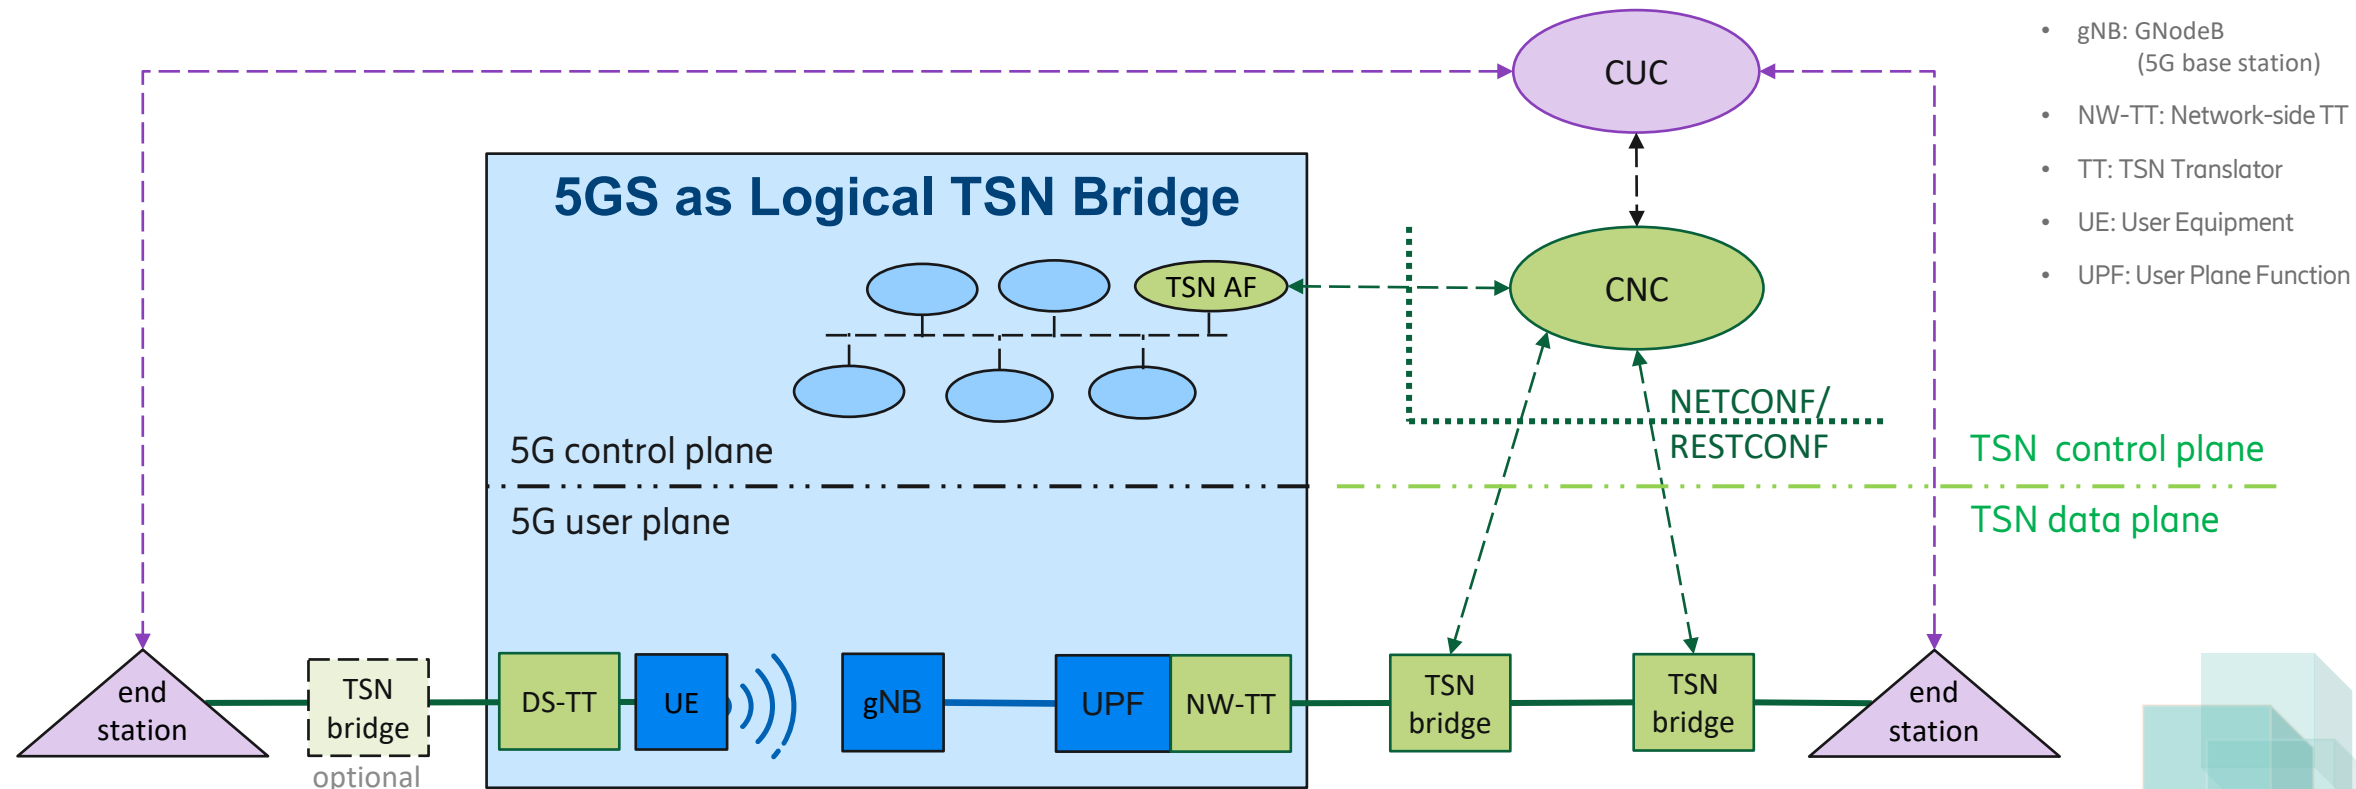 CUC
• gNB: GNodeB
(5G base station)
• NW-TT: Network-side TT
• TT: TSN Translator
• UE: User Equipment
• UPF: User Plane Function
5GS as Logical TSN Bridge
TSN AF
CNC
NETCONF/
RESTCONF
5G control plane
TSN control plane
5G user plane
TSN data plane
end
station
TSN
bridge
optional
DS-TT
UE
gNB
UPF
NW-TT
TSN
bridge
TSN
bridge
end
station